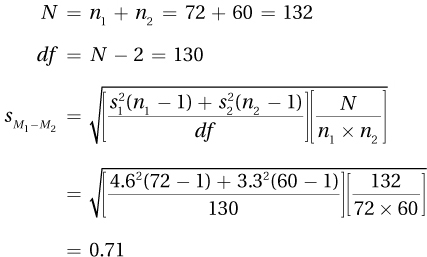 N = n₁ + n₂ = 72 + 60 = 132
df = N − 2 = 130
s_{M₁−M₂} = √[(s₁²(n₁ − 1) + s₂²(n₂ − 1)) / df][N / (n₁ × n₂)]
= √[(4.6²(72 − 1) + 3.3²(60 − 1)) / 130][132 / (72 × 60)]
= 0.71